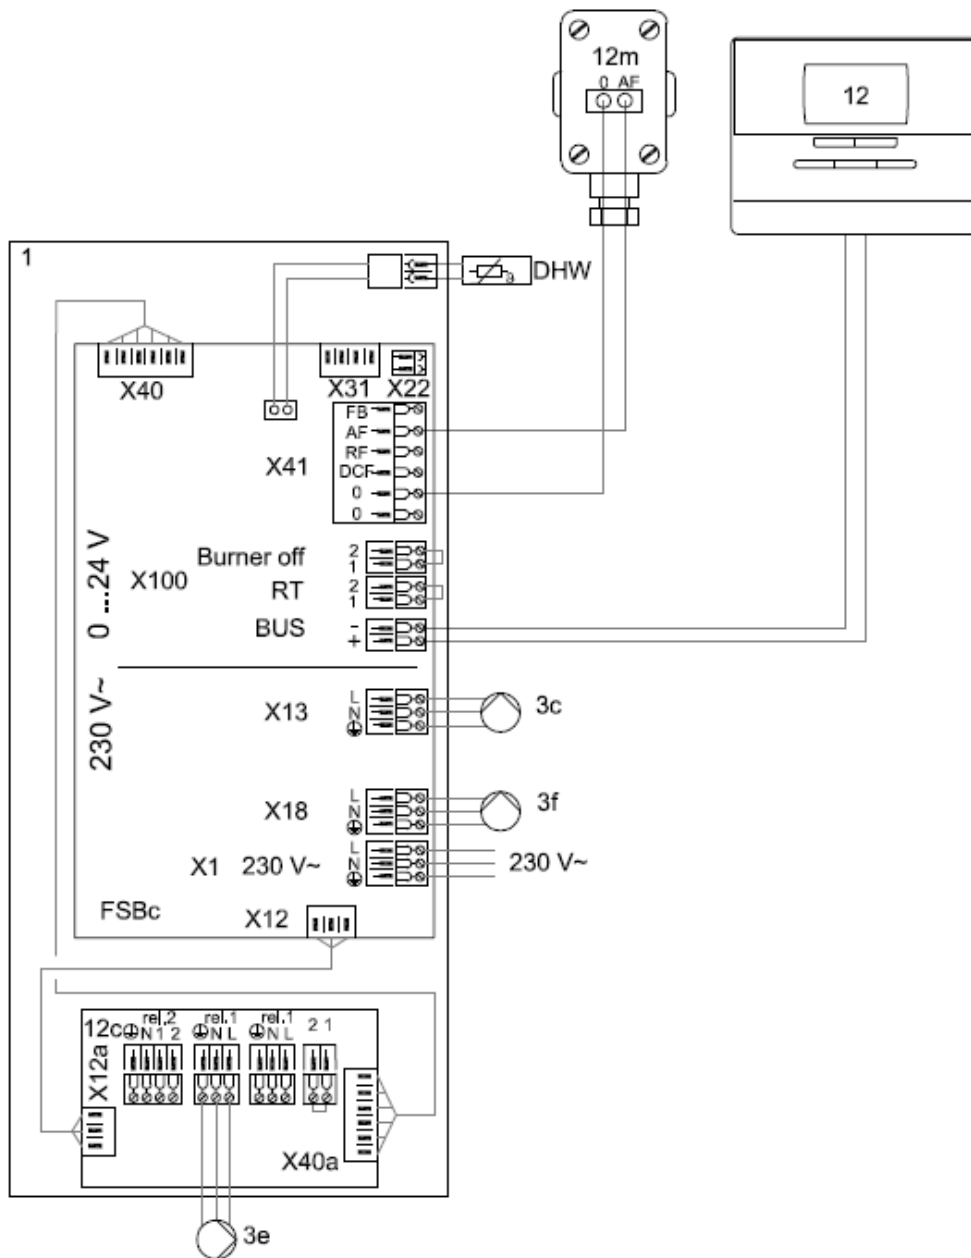 12m
0 AF
12
1
DHW
X40
X31 X22
FB
AF
X41
RF
DCF
0
0
0 ...24 V
230 V~
Burner off
2
1
X100
RT
2
1
BUS
-
+
X13
L
N
3c
X18
L
N
3f
X1 230 V~
L
N
230 V~
FSBc
X12
12c
rel.2
N 1 2
rel.1
N L
rel.1
N L
2 1
X12a
X40a
3e